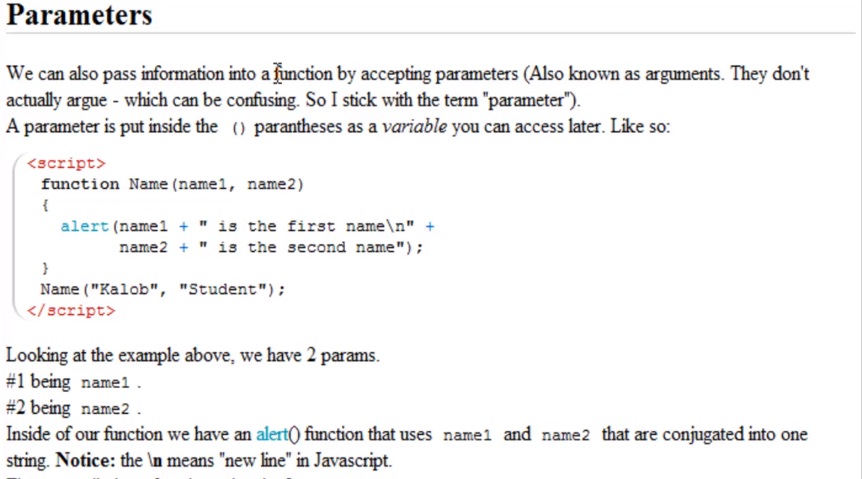 Parameters
We can also pass information into a function by accepting parameters (Also known as arguments. They don't
actually argue - which can be confusing. So I stick with the term "parameter").
A parameter is put inside the () parantheses as a variable you can access later. Like so:
<script>
function Name(name1, name2)
{
alert(name1 + " is the first name\n" +
name2 + " is the second name");
}
Name("Kalob", "Student");
</script>
Looking at the example above, we have 2 params.
#1 being name1 .
#2 being name2 .
Inside of our function we have an alert() function that uses name1 and name2 that are conjugated into one
string. Notice: the \n means "new line" in Javascript.